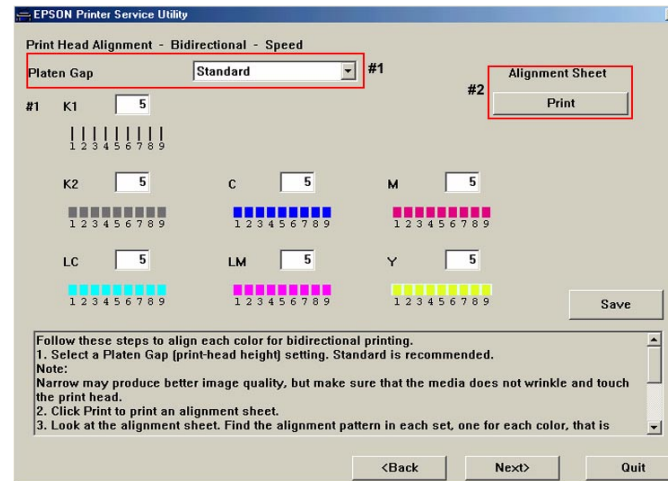 EPSON Printer Service Utility
Print Head Alignment - Bidirectional - Speed
Platen Gap Standard #1
Alignment Sheet
#2 Print
#1 K1 5
1 2 3 4 5 6 7 8 9
K2 5 C 5 M 5
1 2 3 4 5 6 7 8 9 1 2 3 4 5 6 7 8 9 1 2 3 4 5 6 7 8 9
LC 5 LM 5 Y 5
1 2 3 4 5 6 7 8 9 1 2 3 4 5 6 7 8 9 1 2 3 4 5 6 7 8 9
Save
Follow these steps to align each color for bidirectional printing.
1. Select a Platen Gap (print-head height) setting. Standard is recommended.
Note:
Narrow may produce better image quality, but make sure that the media does not wrinkle and touch
the print head.
2. Click Print to print an alignment sheet.
3. Look at the alignment sheet. Find the alignment pattern in each set, one for each color, that is
<Back Next> Quit